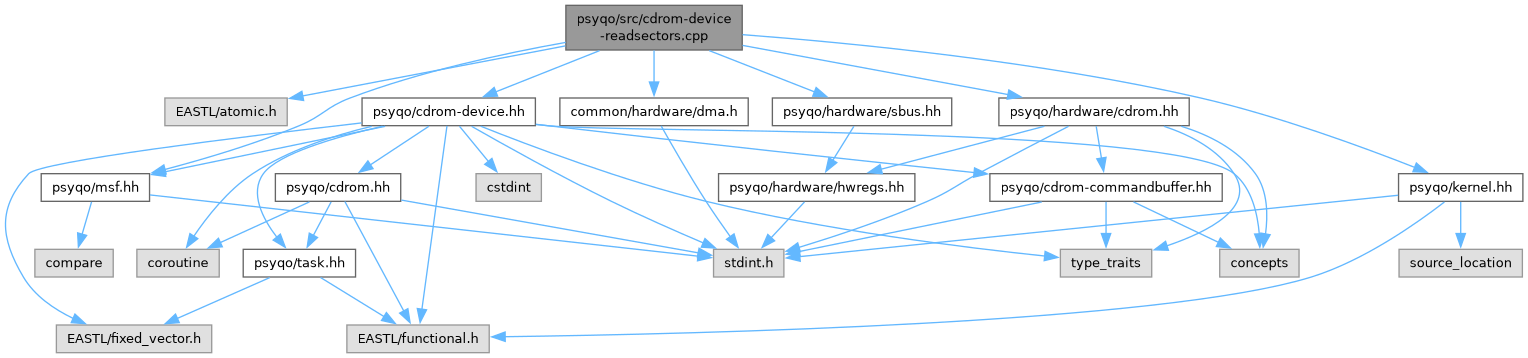 psyqo/src/cdrom-device
-readsectors.cpp
EASTL/atomic.h
psyqo/cdrom-device.hh
common/hardware/dma.h
psyqo/hardware/sbus.hh
psyqo/hardware/cdrom.hh
psyqo/msf.hh
psyqo/cdrom.hh
cstdint
psyqo/hardware/hwregs.hh
psyqo/cdrom-commandbuffer.hh
psyqo/kernel.hh
compare
coroutine
psyqo/task.hh
stdint.h
type_traits
concepts
source_location
EASTL/fixed_vector.h
EASTL/functional.h